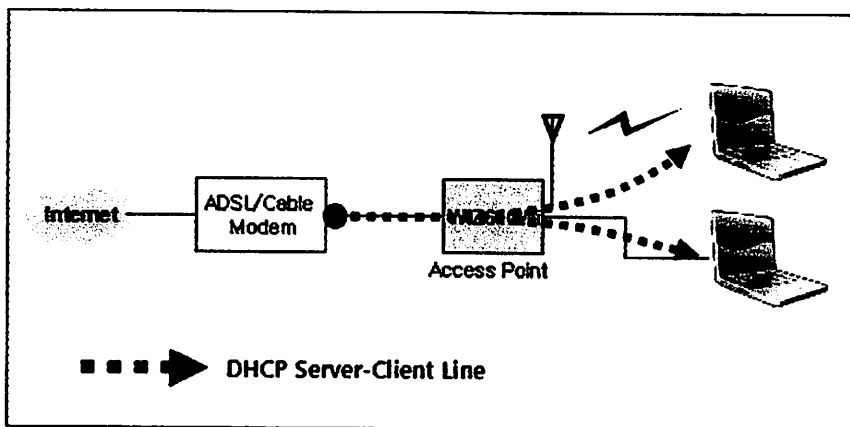 Internet
ADSL/Cable
Modem
Access Point
DHCP Server-Client Line